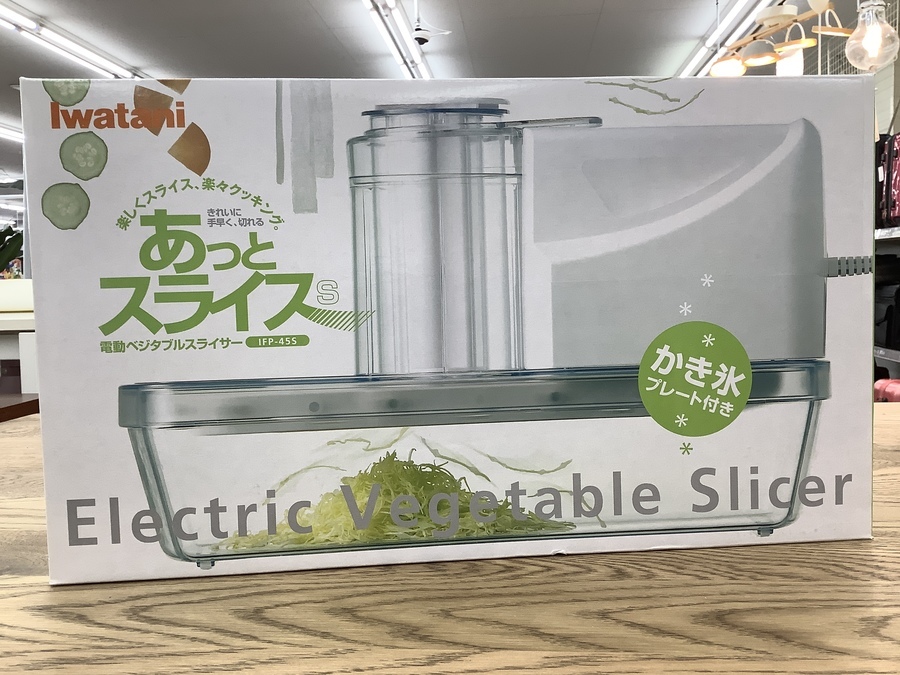 Iwatani
楽しくスライス、楽々クッキング。
きれいに
手早く、切れる
あっと
スライスS
電動ベジタブルスライサー IFP-45S
かき氷
プレート付き
Electric Vegetable Slicer